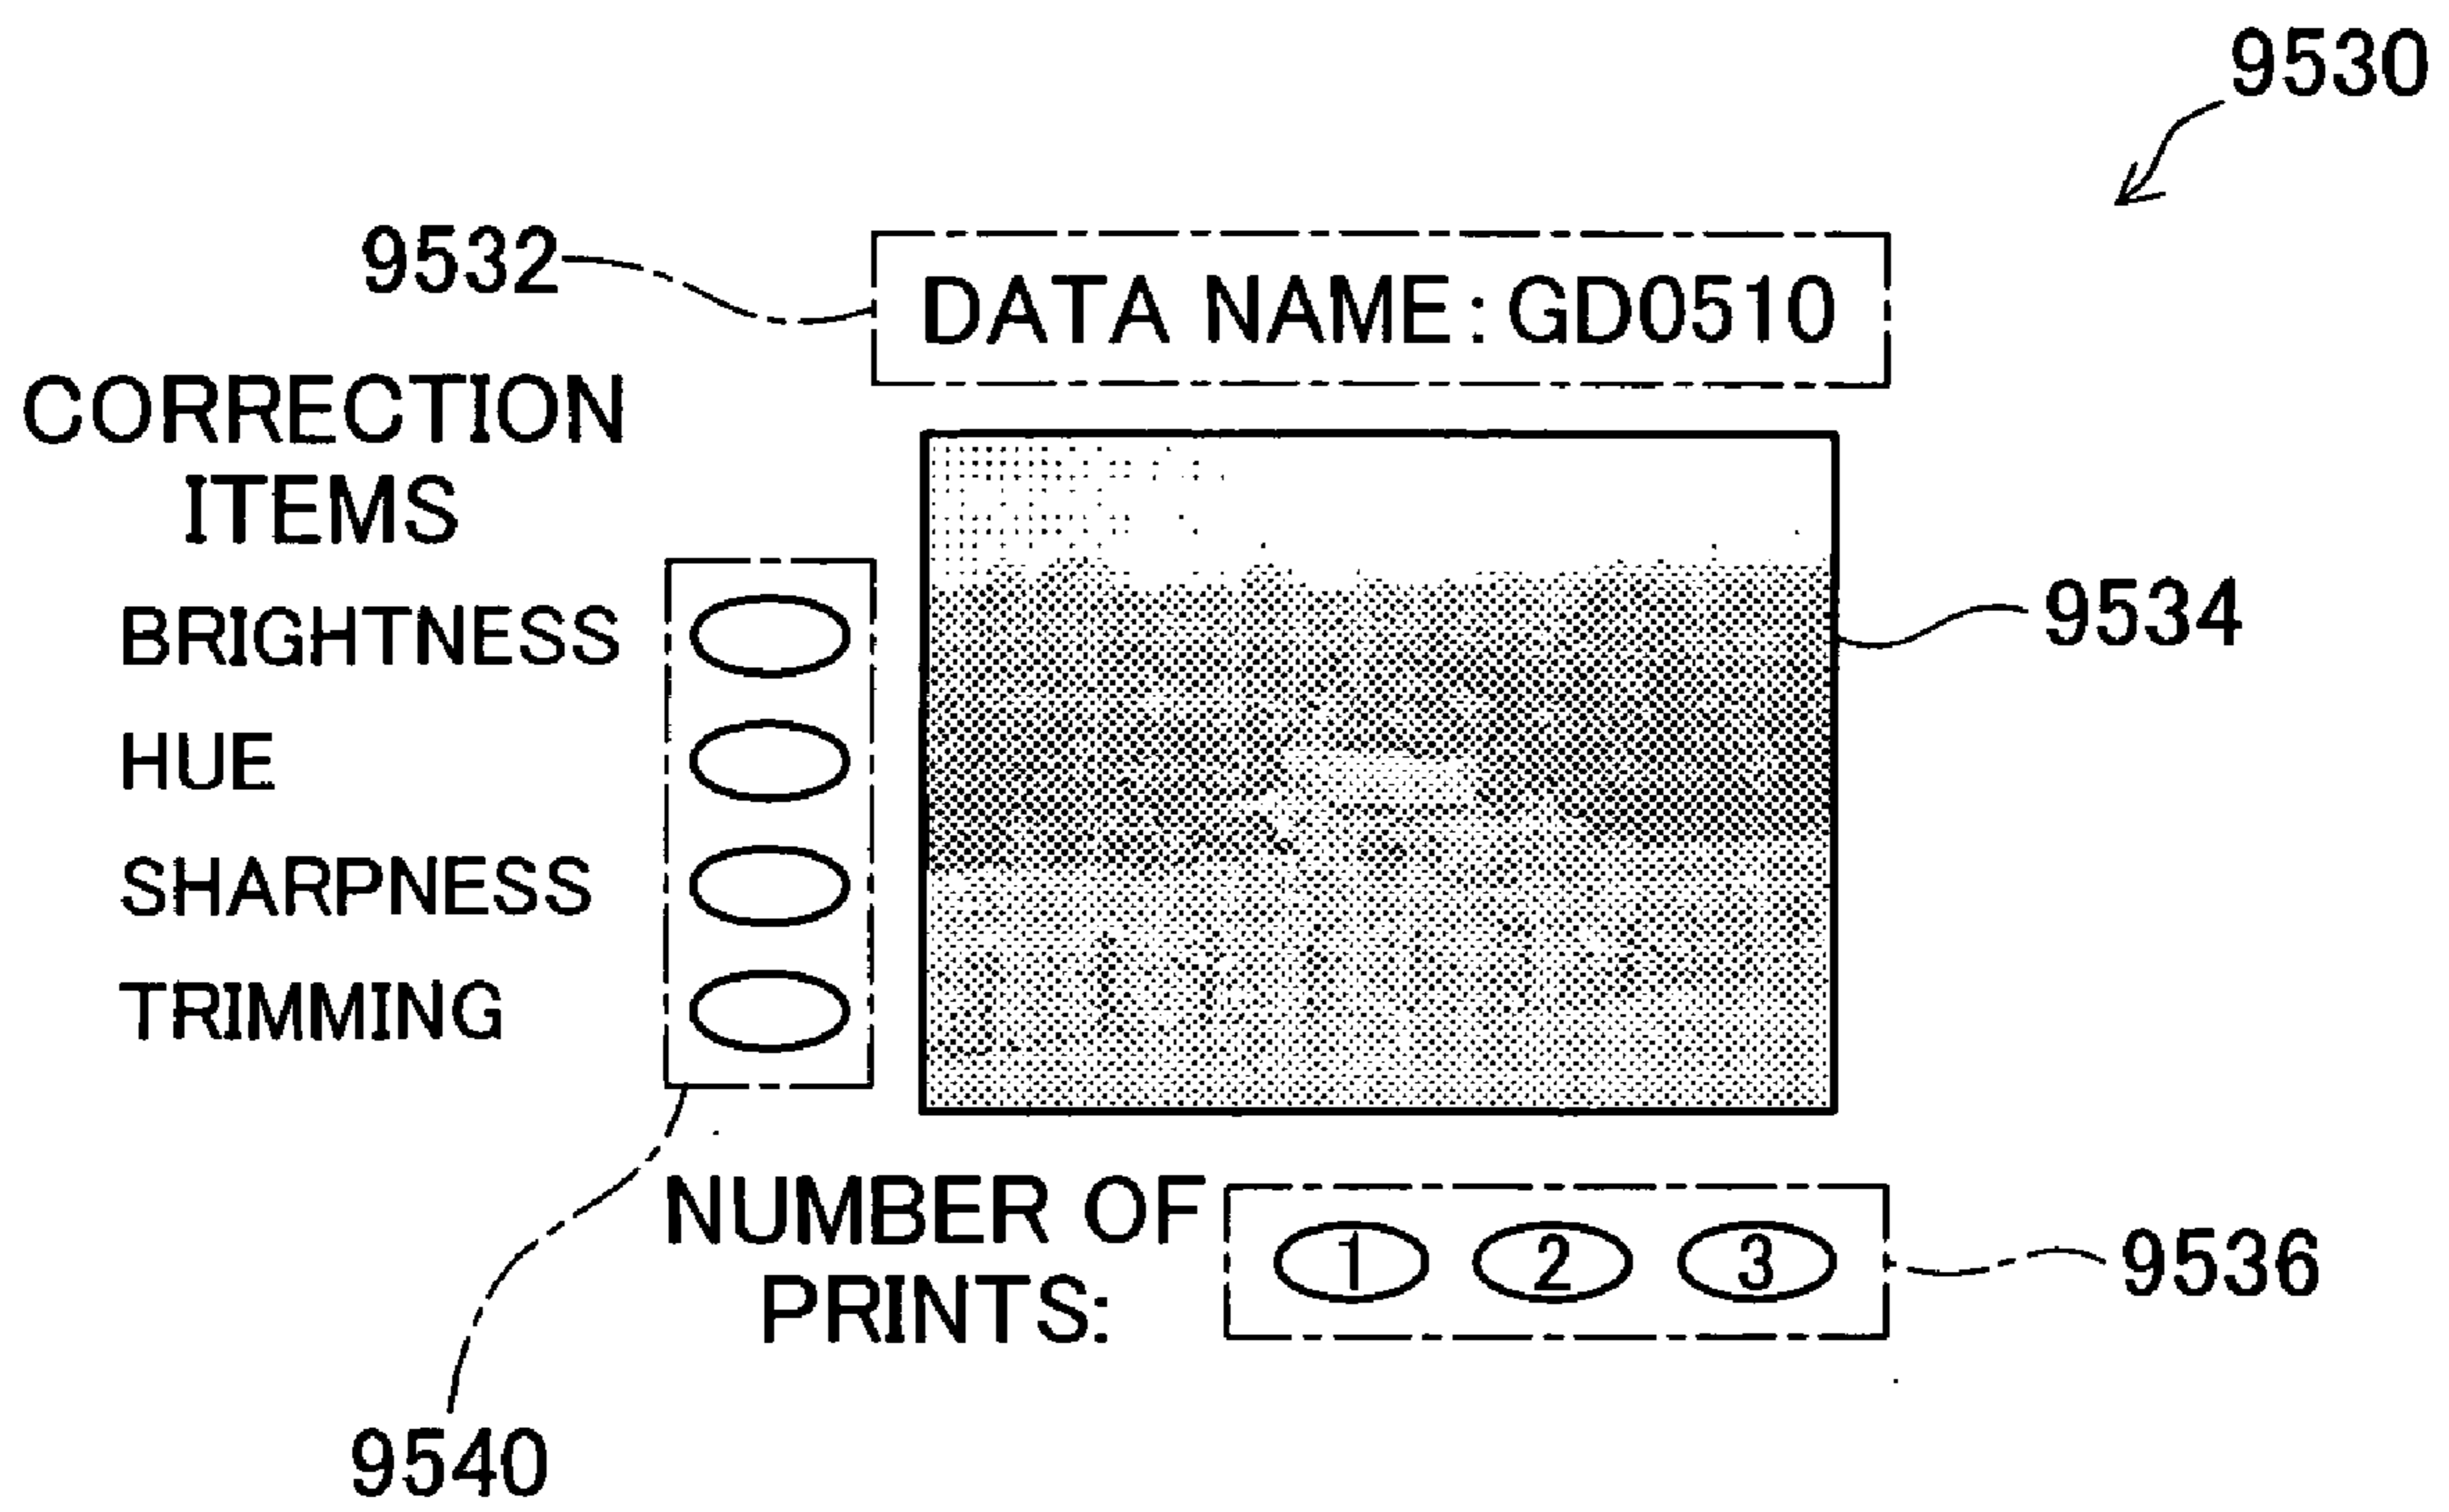 9530
9532
DATA NAME:GD0510
CORRECTION
ITEMS
BRIGHTNESS
9534
HUE
SHARPNESS
TRIMMING
NUMBER OF
PRINTS:
1 2 3
9536
9540